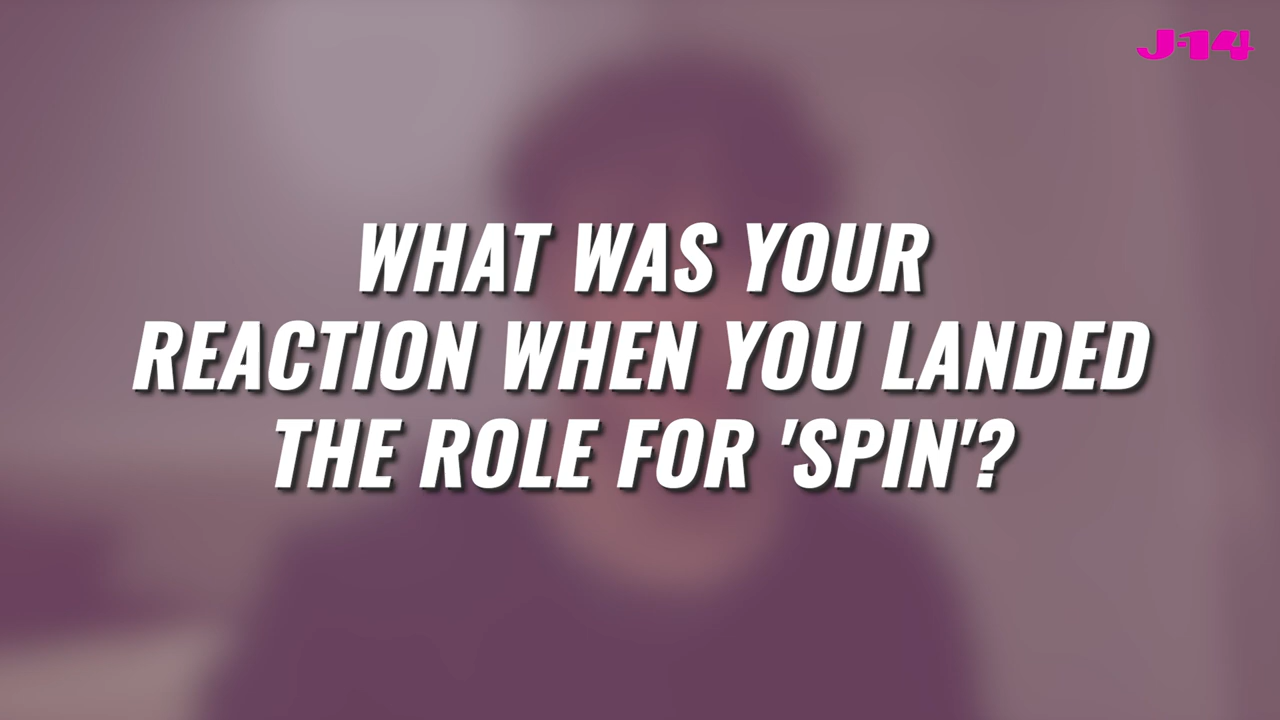 J-14
WHAT WAS YOUR
REACTION WHEN YOU LANDED
THE ROLE FOR 'SPIN'?